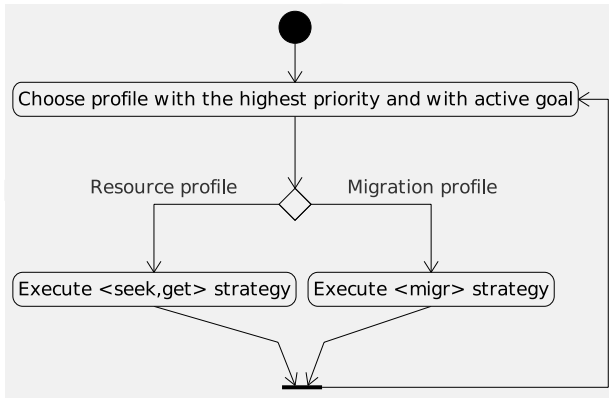 Choose profile with the highest priority and with active goal
Resource profile
Migration profile
Execute <seek,get> strategy
Execute <migr> strategy